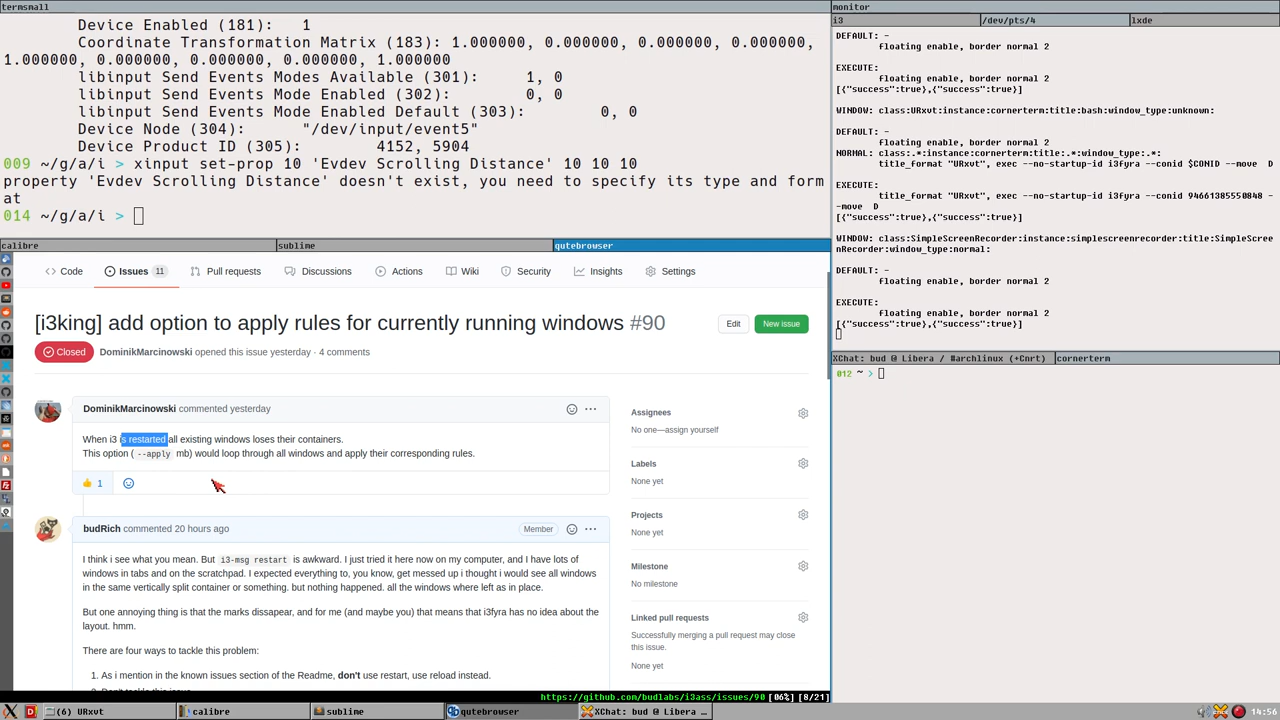 termsmall
Device Enabled (181):   1
Coordinate Transformation Matrix (183): 1.000000, 0.000000, 0.000000, 0.000000,
1.000000, 0.000000, 0.000000, 0.000000, 1.000000
libinput Send Events Modes Available (301):     1, 0
libinput Send Events Mode Enabled (302):        0, 0
libinput Send Events Mode Enabled Default (303):        0, 0
Device Node (304):      "/dev/input/event5"
Device Product ID (305):        4152, 5904
009 ~/g/a/i > xinput set-prop 10 'Evdev Scrolling Distance' 10 10 10
property 'Evdev Scrolling Distance' doesn't exist, you need to specify its type and form
at
014 ~/g/a/i >
calibre
sublime
qutebrowser
Code
Issues 11
Pull requests
Discussions
Actions
Wiki
Security
Insights
Settings
[i3king] add option to apply rules for currently running windows #90
Edit
New issue
Closed
DominikMarcinowski opened this issue yesterday · 4 comments
DominikMarcinowski commented yesterday
When i3 is restarted all existing windows loses their containers.
This option ( --apply mb) would loop through all windows and apply their corresponding rules.
1
budRich commented 20 hours ago
Member
I think i see what you mean. But i3-msg restart is awkward. I just tried it here now on my computer, and I have lots of
windows in tabs and on the scratchpad. I expected everything to, you know, get messed up i thought i would see all windows
in the same vertically split container or something. but nothing happened. all the windows where left as in place.
But one annoying thing is that the marks dissapear, and for me (and maybe you) that means that i3fyra has no idea about the
layout. hmm.
There are four ways to tackle this problem:
1. As i mention in the known issues section of the Readme, don't use restart, use reload instead.
Assignees
No one—assign yourself
Labels
None yet
Projects
None yet
Milestone
No milestone
Linked pull requests
Successfully merging a pull request may close
this issue.
None yet
https://github.com/budlabs/i3ass/issues/90 [06%] [8/21]
monitor
i3
/dev/pts/4
lxde
DEFAULT: -
floating enable, border normal 2
EXECUTE:
floating enable, border normal 2
[{"success":true},{"success":true}]
WINDOW: class:URxvt:instance:cornerterm:title:bash:window_type:unknown:
DEFAULT: -
NORMAL: class:.*:instance:cornerterm:title:.*:window_type:.*:
title_format "URxvt", exec --no-startup-id i3fyra --conid $CONID --move  D
EXECUTE:
title_format "URxvt", exec --no-startup-id i3fyra --conid 94661385550848 -
-move  D
[{"success":true},{"success":true}]
WINDOW: class:SimpleScreenRecorder:instance:simplescreenrecorder:title:SimpleScree
nRecorder:window_type:normal:
DEFAULT: -
floating enable, border normal 2
EXECUTE:
floating enable, border normal 2
[{"success":true},{"success":true}]
XChat: bud @ Libera / #archlinux (+Cnrt)
cornerterm
012 ~ >
(6) URxvt
calibre
sublime
qutebrowser
XChat: bud @ Libera ...
14:56